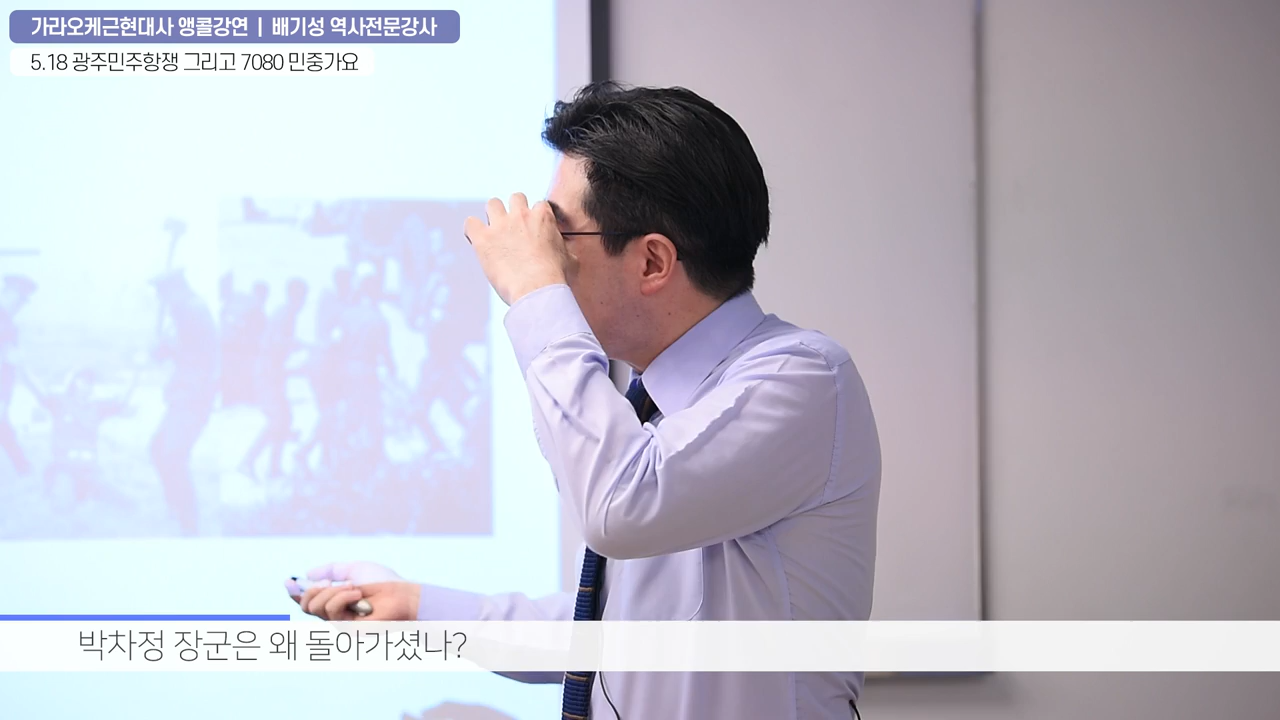 가라오케근현대사 앵콜강연 | 배기성 역사전문강사
5.18 광주민주항쟁 그리고 7080 민중가요
박차정 장군은 왜 돌아가셨나?